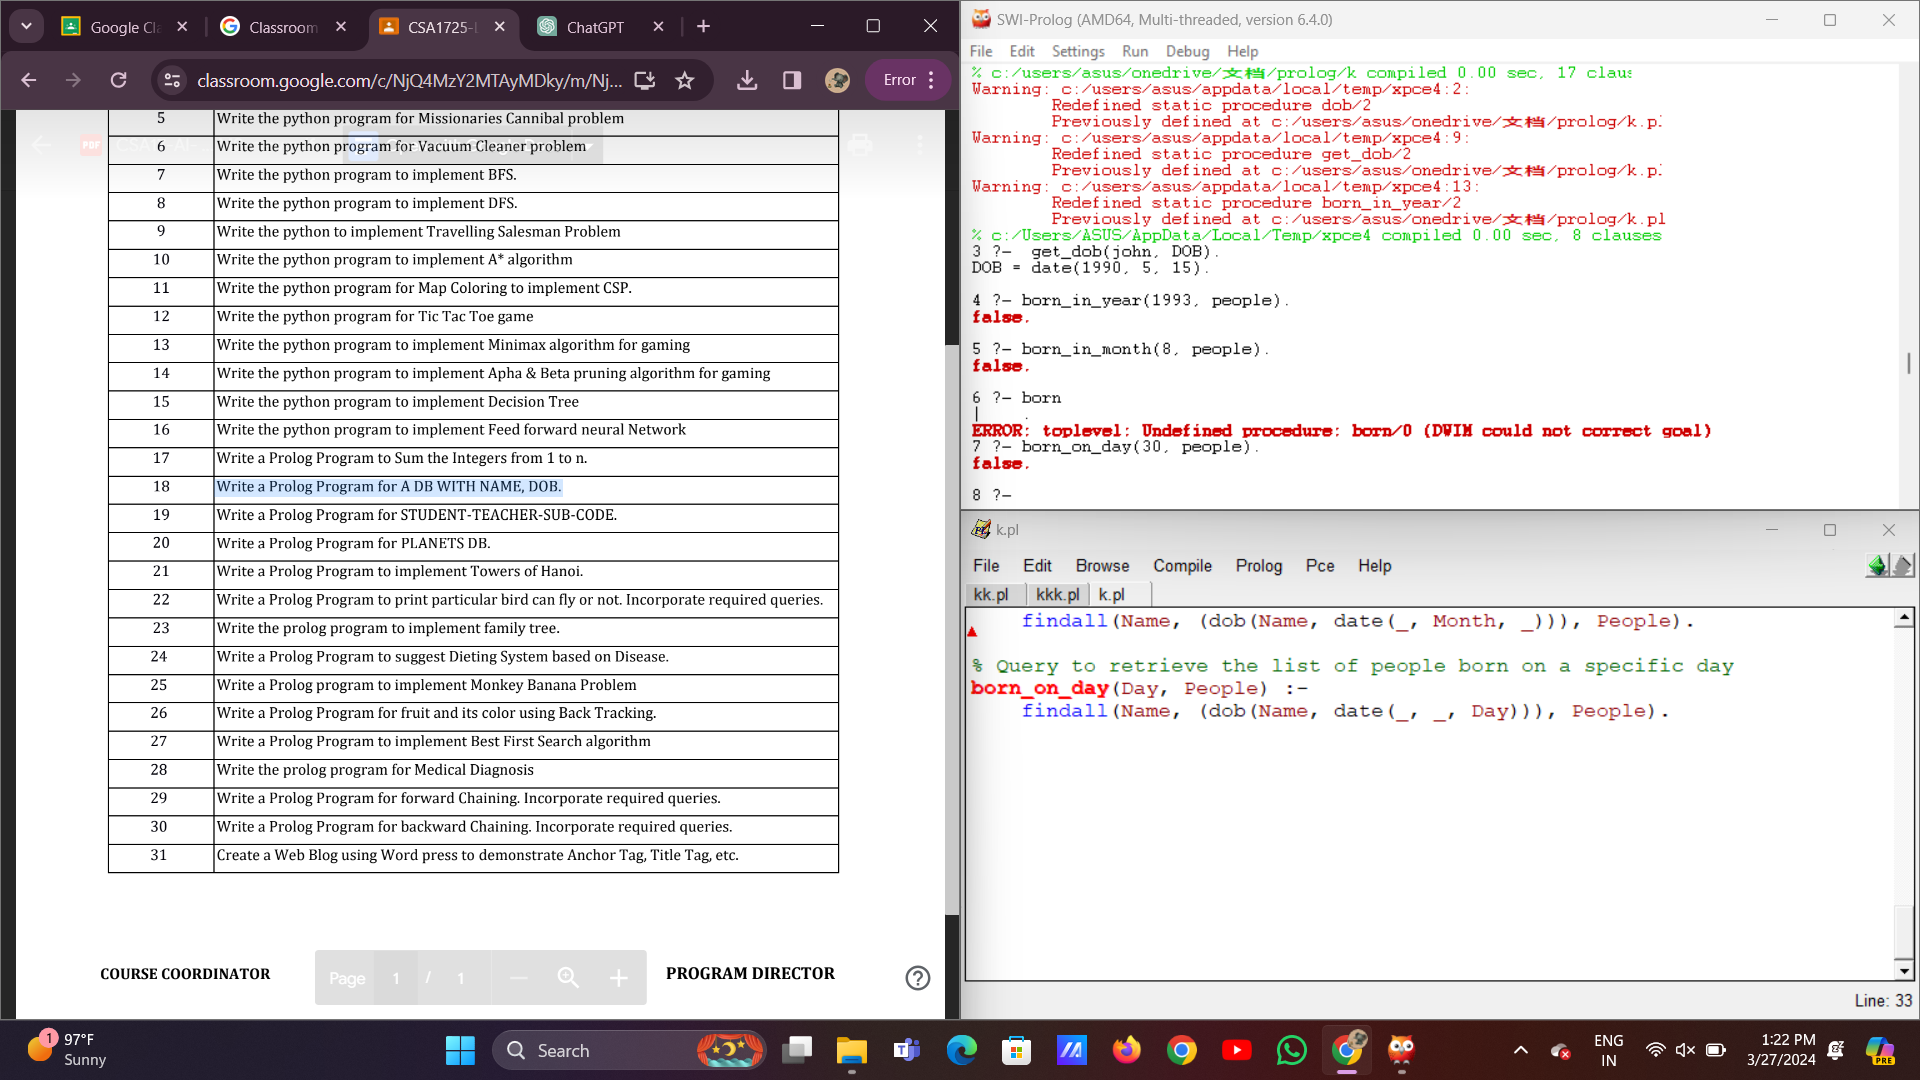 Google Cla
Classroom
CSA1725-
ChatGPT
classroom.google.com/c/NjQ4MzY2MTAyMDky/m/Nj...
Error
5 Write the python program for Missionaries Cannibal problem
6 Write the python program for Vacuum Cleaner problem
7 Write the python program to implement BFS.
8 Write the python program to implement DFS.
9 Write the python to implement Travelling Salesman Problem
10 Write the python program to implement A* algorithm
11 Write the python program for Map Coloring to implement CSP.
12 Write the python program for Tic Tac Toe game
13 Write the python program to implement Minimax algorithm for gaming
14 Write the python program to implement Apha & Beta pruning algorithm for gaming
15 Write the python program to implement Decision Tree
16 Write the python program to implement Feed forward neural Network
17 Write a Prolog Program to Sum the Integers from 1 to n.
18 Write a Prolog Program for A DB WITH NAME, DOB.
19 Write a Prolog Program for STUDENT-TEACHER-SUB-CODE.
20 Write a Prolog Program for PLANETS DB.
21 Write a Prolog Program to implement Towers of Hanoi.
22 Write a Prolog Program to print particular bird can fly or not. Incorporate required queries.
23 Write the prolog program to implement family tree.
24 Write a Prolog Program to suggest Dieting System based on Disease.
25 Write a Prolog program to implement Monkey Banana Problem
26 Write a Prolog Program for fruit and its color using Back Tracking.
27 Write a Prolog Program to implement Best First Search algorithm
28 Write the prolog program for Medical Diagnosis
29 Write a Prolog Program for forward Chaining. Incorporate required queries.
30 Write a Prolog Program for backward Chaining. Incorporate required queries.
31 Create a Web Blog using Word press to demonstrate Anchor Tag, Title Tag, etc.
COURSE COORDINATOR
Page 1 / 1
PROGRAM DIRECTOR
SWI-Prolog (AMD64, Multi-threaded, version 6.4.0)
File Edit Settings Run Debug Help
% c:/users/asus/onedrive/文档/prolog/k compiled 0.00 sec, 17 claus
Warning: c:/users/asus/appdata/local/temp/xpce4:2:
Redefined static procedure dob/2
Previously defined at c:/users/asus/onedrive/文档/prolog/k.p
Warning: c:/users/asus/appdata/local/temp/xpce4:9:
Redefined static procedure get_dob/2
Previously defined at c:/users/asus/onedrive/文档/prolog/k.p
Warning: c:/users/asus/appdata/local/temp/xpce4:13:
Redefined static procedure born_in_year/2
Previously defined at c:/users/asus/onedrive/文档/prolog/k.pl
% c:/Users/ASUS/AppData/Local/Temp/xpce4 compiled 0.00 sec, 8 clauses
3 ?- get_dob(john, DOB).
DOB = date(1990, 5, 15).
4 ?- born_in_year(1993, people).
false.
5 ?- born_in_month(8, people).
false.
6 ?- born
| .
ERROR: toplevel: Undefined procedure: born/0 (DWIM could not correct goal)
7 ?- born_on_day(30, people).
false.
8 ?-
k.pl
File Edit Browse Compile Prolog Pce Help
kk.pl kkk.pl k.pl
findall(Name, (dob(Name, date(_, Month, _))), People).
% Query to retrieve the list of people born on a specific day
born_on_day(Day, People) :-
findall(Name, (dob(Name, date(_, _, Day))), People).
Line: 33
1
97°F
Sunny
Search
ENG
IN
1:22 PM
3/27/2024
PRE